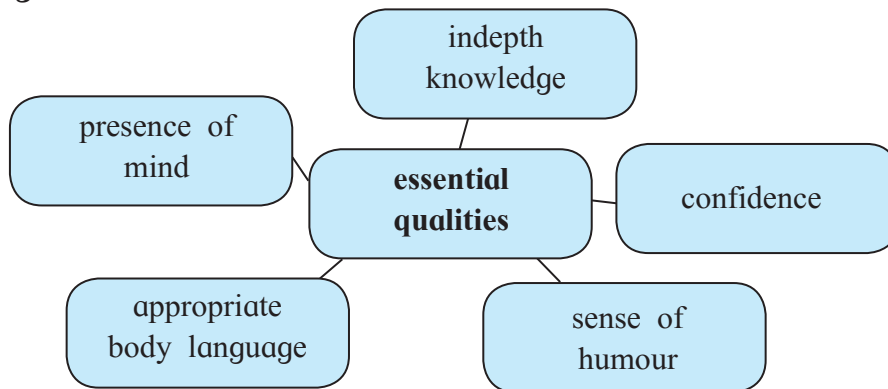 indepth
knowledge
presence of
mind
essential
qualities
confidence
appropriate
body language
sense of
humour